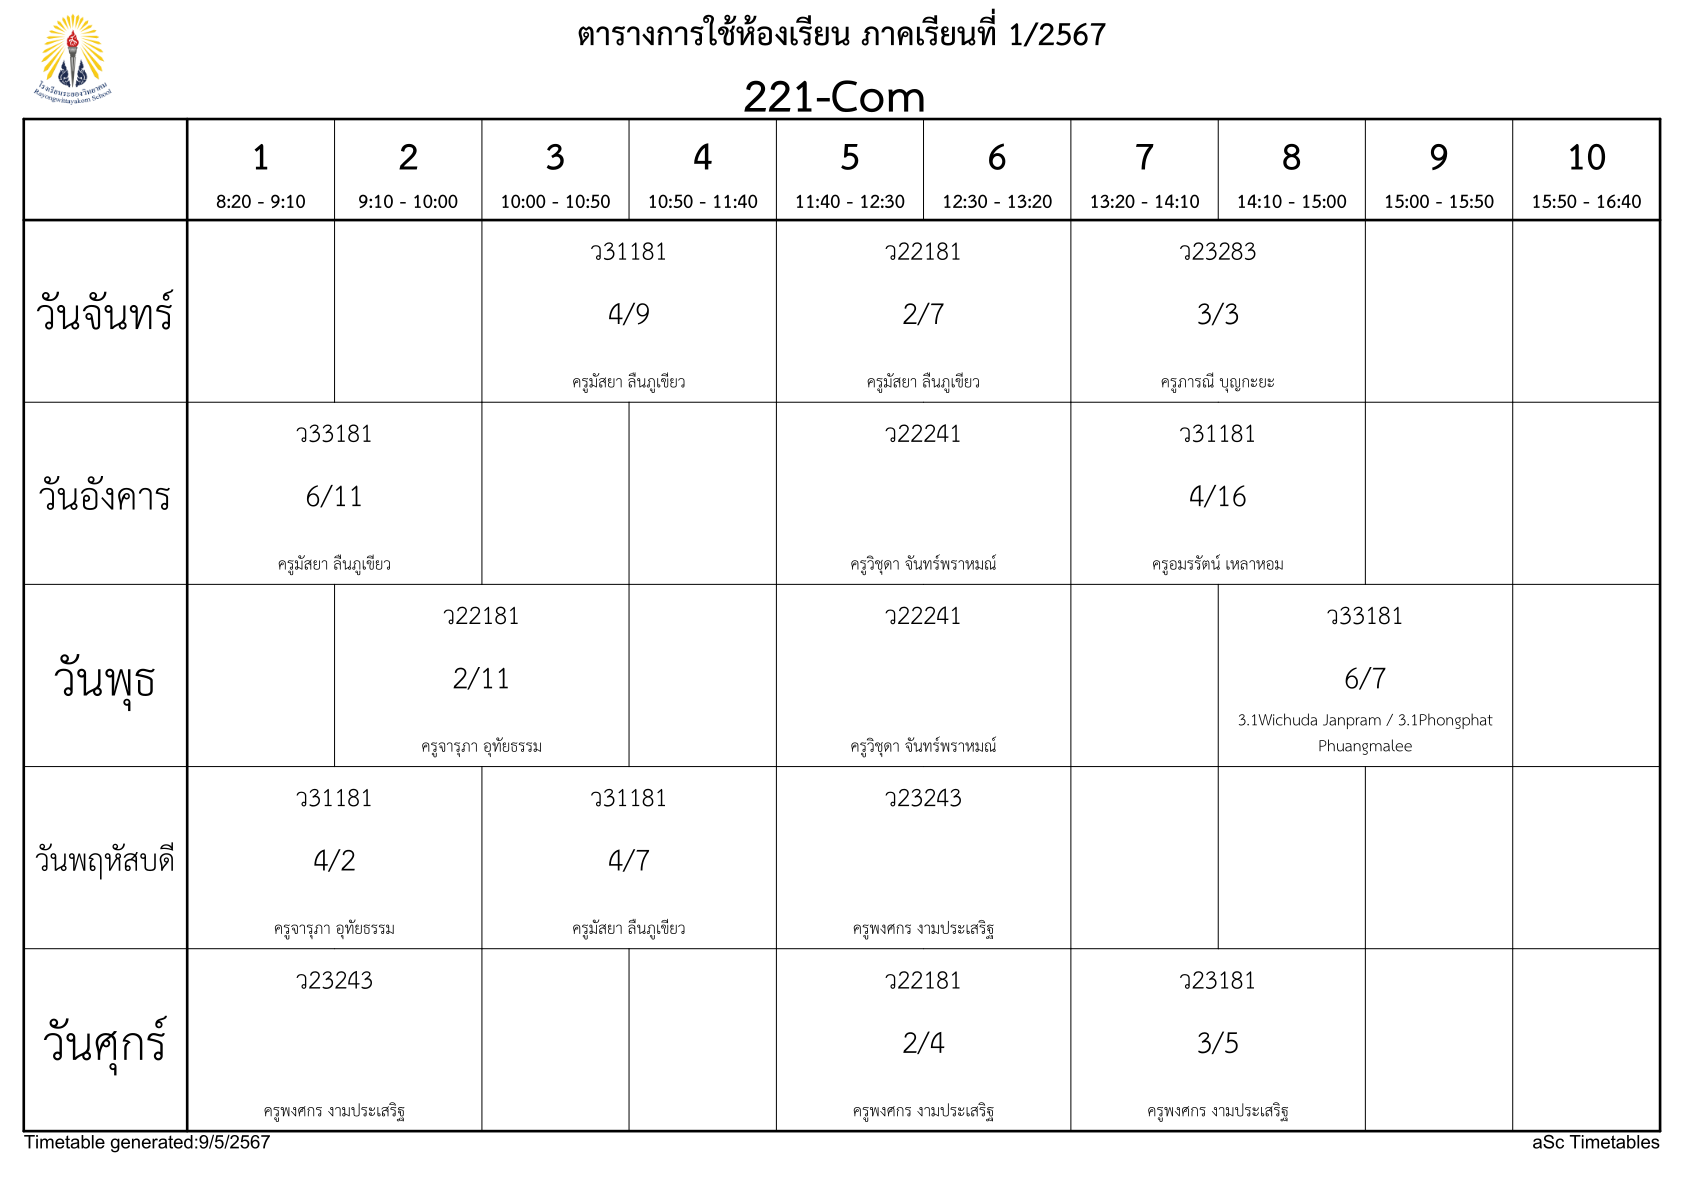 ตารางการใช้ห้องเรียน ภาคเรียนที่ 1/2567
โรงเรียนระยองวิทยาคม
Rayongwittayakom School
221-Com
1 2 3 4 5 6 7 8 9 10
8:20 - 9:10 9:10 - 10:00 10:00 - 10:50 10:50 - 11:40 11:40 - 12:30 12:30 - 13:20 13:20 - 14:10 14:10 - 15:00 15:00 - 15:50 15:50 - 16:40
วันจันทร์
ว31181
4/9
ครูมัสยา ลืนภูเขียว
ว22181
2/7
ครูมัสยา ลืนภูเขียว
ว23283
3/3
ครูภารณี บุญกะยะ
วันอังคาร
ว33181
6/11
ครูมัสยา ลืนภูเขียว
ว22241
ครูวิชุดา จันทร์พราหมณ์
ว31181
4/16
ครูอมรรัตน์ เหลาหอม
วันพุธ
ว22181
2/11
ครูจารุภา อุทัยธรรม
ว22241
ครูวิชุดา จันทร์พราหมณ์
ว33181
6/7
3.1Wichuda Janpram / 3.1Phongphat
Phuangmalee
วันพฤหัสบดี
ว31181
4/2
ครูจารุภา อุทัยธรรม
ว31181
4/7
ครูมัสยา ลืนภูเขียว
ว23243
ครูพงศกร งามประเสริฐ
วันศุกร์
ว23243
ครูพงศกร งามประเสริฐ
ว22181
2/4
ครูพงศกร งามประเสริฐ
ว23181
3/5
ครูพงศกร งามประเสริฐ
Timetable generated:9/5/2567
aSc Timetables